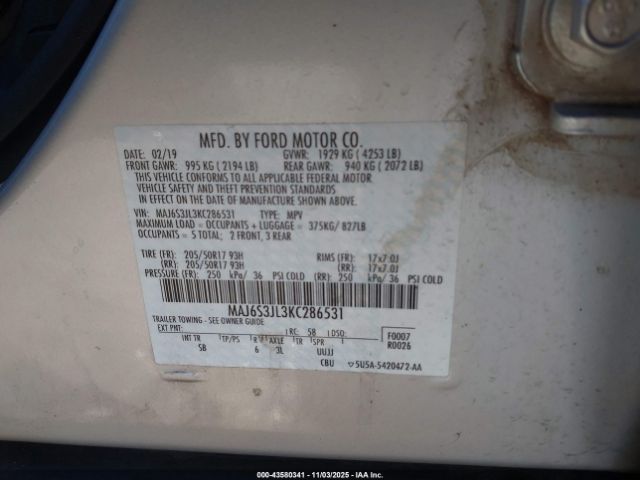 MFD. BY FORD MOTOR CO.
DATE: 02/19 GVWR: 1929 KG ( 4253 LB)
FRONT GAWR: 995 KG ( 2194 LB) REAR GAWR: 940 KG ( 2072 LB)
THIS VEHICLE CONFORMS TO ALL APPLICABLE FEDERAL MOTOR
VEHICLE SAFETY AND THEFT PREVENTION STANDARDS IN EFFECT ON THE
DATE OF MANUFACTURE SHOWN ABOVE.
VIN: MAJ6S3JL3KC286531 TYPE: MPV
MAXIMUM LOAD = OCCUPANTS + LUGGAGE = 375KG/ 827LB
OCCUPANTS = 5 TOTAL; 2 FRONT, 3 REAR
TIRE (FR): 205/50R17 93H RIMS (FR): 17x7.0J
(RR): 205/50R17 93H (RR): 17x7.0J
PRESSURE (FR): 250 kPa/ 36 PSI COLD (RR): 250 kPa/ 36 PSI COLD
MAJ6S3JL3KC286531
TRAILER TOWING - SEE OWNER GUIDE
EXT PNT: RC: 58 DSO: F0007
INT TR TP/PS R AXLE TR SPR R0026
SB 6 3L UUJJ
CBU 5U5A-5420472-AA
000-43580341 - 11/03/2025 - IAA Inc.